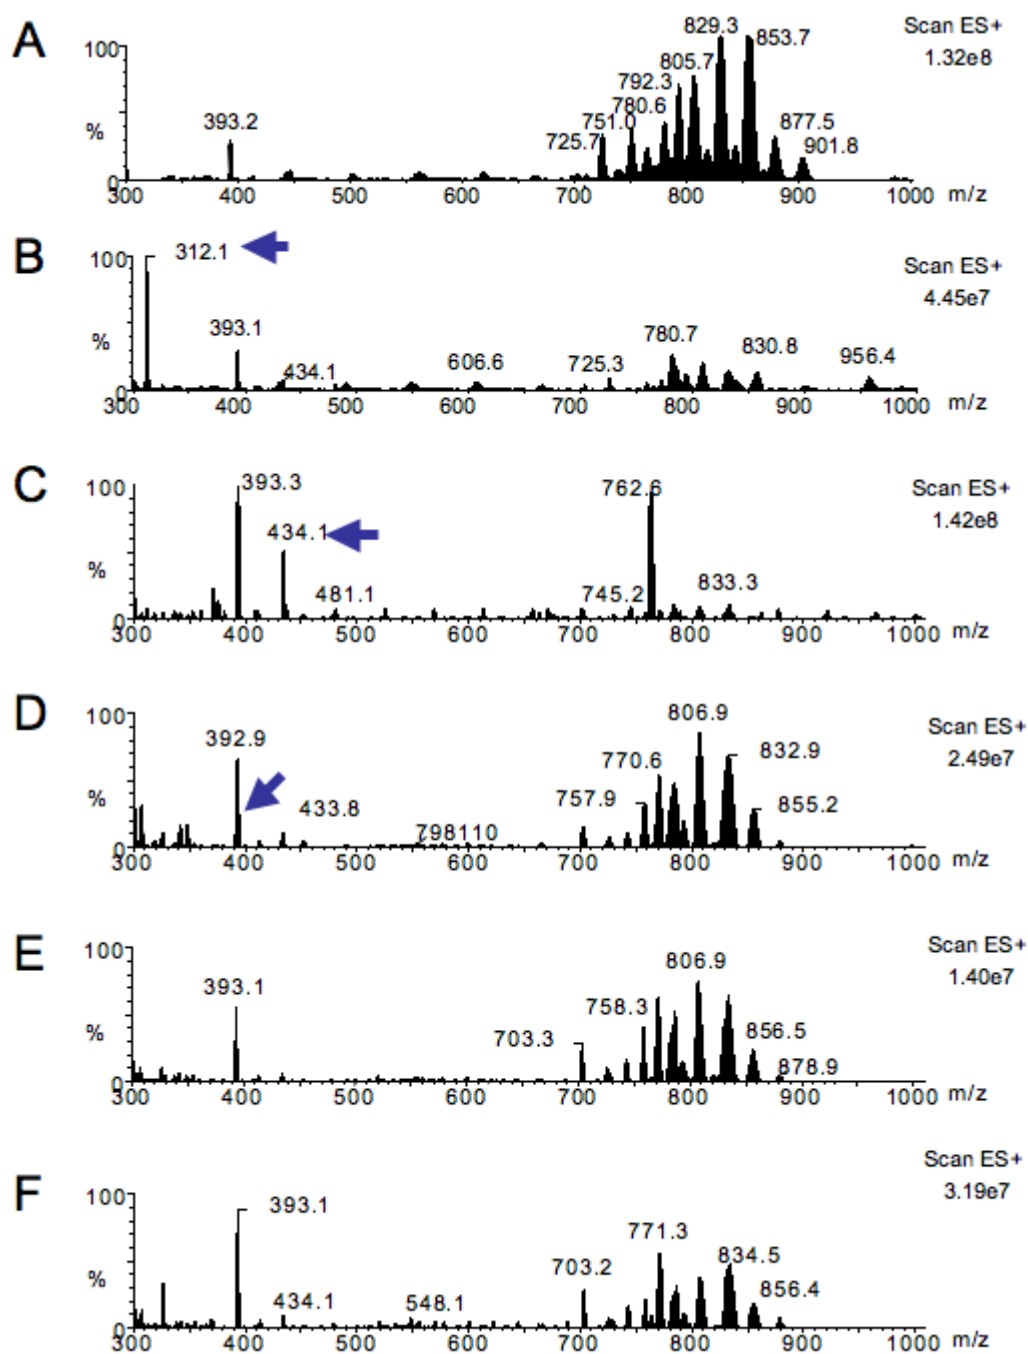 A
Scan ES+
1.32e8
100
%
0
393.2
725.7
751.0
780.6
792.3
805.7
829.3
853.7
877.5
901.8
300 400 500 600 700 800 900 1000 m/z
B
Scan ES+
4.45e7
100
%
0
312.1
393.1
434.1
606.6
725.3
780.7
830.8
956.4
300 400 500 600 700 800 900 1000 m/z
C
Scan ES+
1.42e8
100
%
0
393.3
434.1
481.1
745.2
762.6
833.3
300 400 500 600 700 800 900 1000 m/z
D
Scan ES+
2.49e7
100
%
0
392.9
433.8
798110
757.9
770.6
806.9
832.9
855.2
300 400 500 600 700 800 900 1000 m/z
E
Scan ES+
1.40e7
100
%
0
393.1
703.3
758.3
806.9
856.5
878.9
300 400 500 600 700 800 900 1000 m/z
F
Scan ES+
3.19e7
100
%
0
393.1
434.1
548.1
703.2
771.3
834.5
856.4
300 400 500 600 700 800 900 1000 m/z